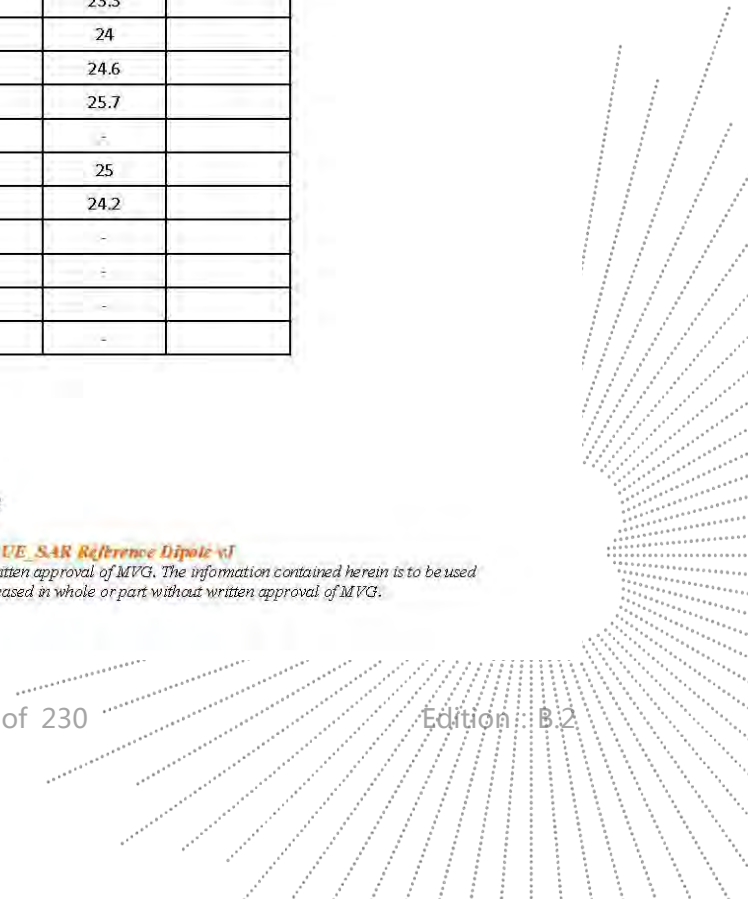 23.3
24
24.6
25.7
-
25
24.2
-
-
-
-
UE_SAR Reference Dipole vJ
itten approval of MVG. The information contained herein is to be used
eased in whole or part without written approval of MVG.
of 230
Edition : B.2